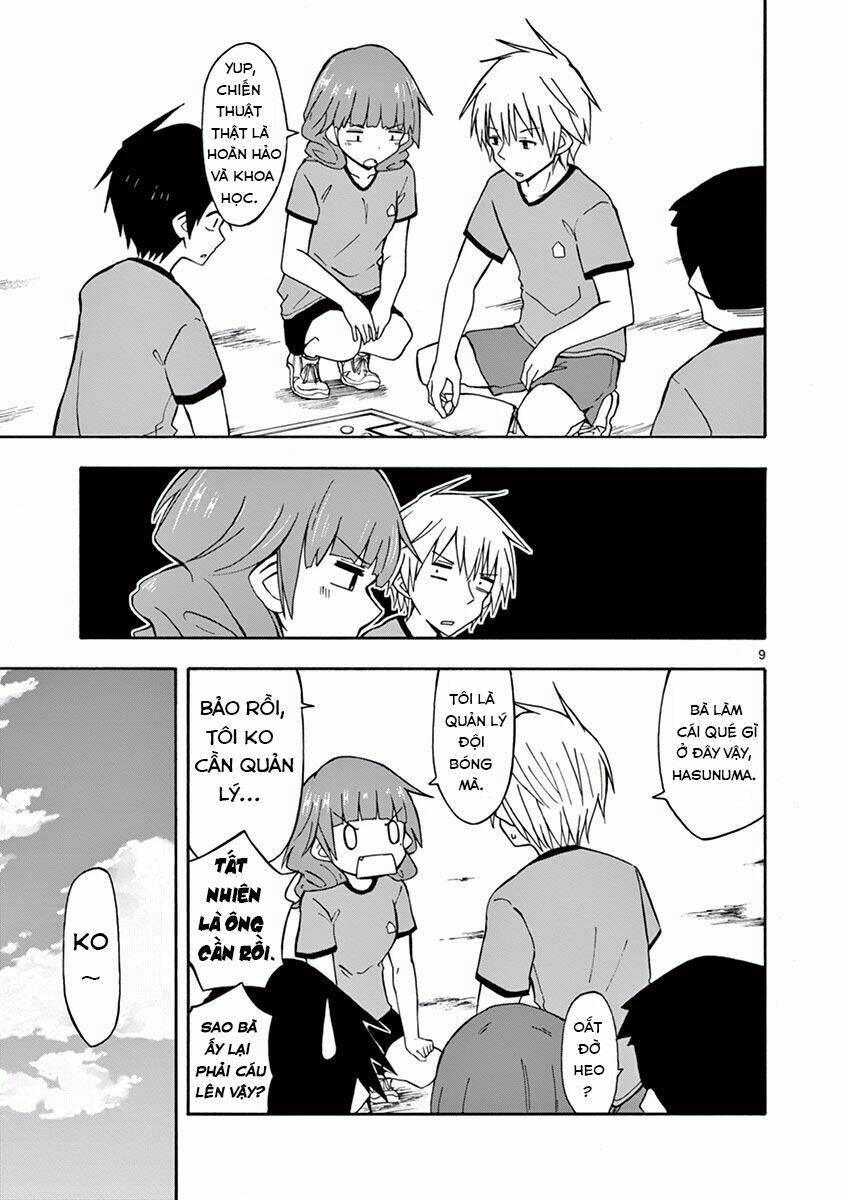 YUP,
CHIẾN
THUẬT
THẬT LÀ
HOÀN HẢO
VÀ KHOA
HỌC.
9
BÀ LÀM
CÁI QUÉ GÌ
Ở ĐÂY VẬY,
HASUNUMA.
TÔI LÀ
QUẢN LÝ
ĐỘI
BÓNG
MÀ.
BẢO RỒI,
TÔI KO
CẦN QUẢN
LÝ...
TẤT
NHIÊN
LÀ ÔNG
CẦN RỒI.
OẮT
ĐỜ
HEO
?
SAO BÀ
ẤY LẠI
PHẢI CÁU
LÊN VẬY?
KO
~